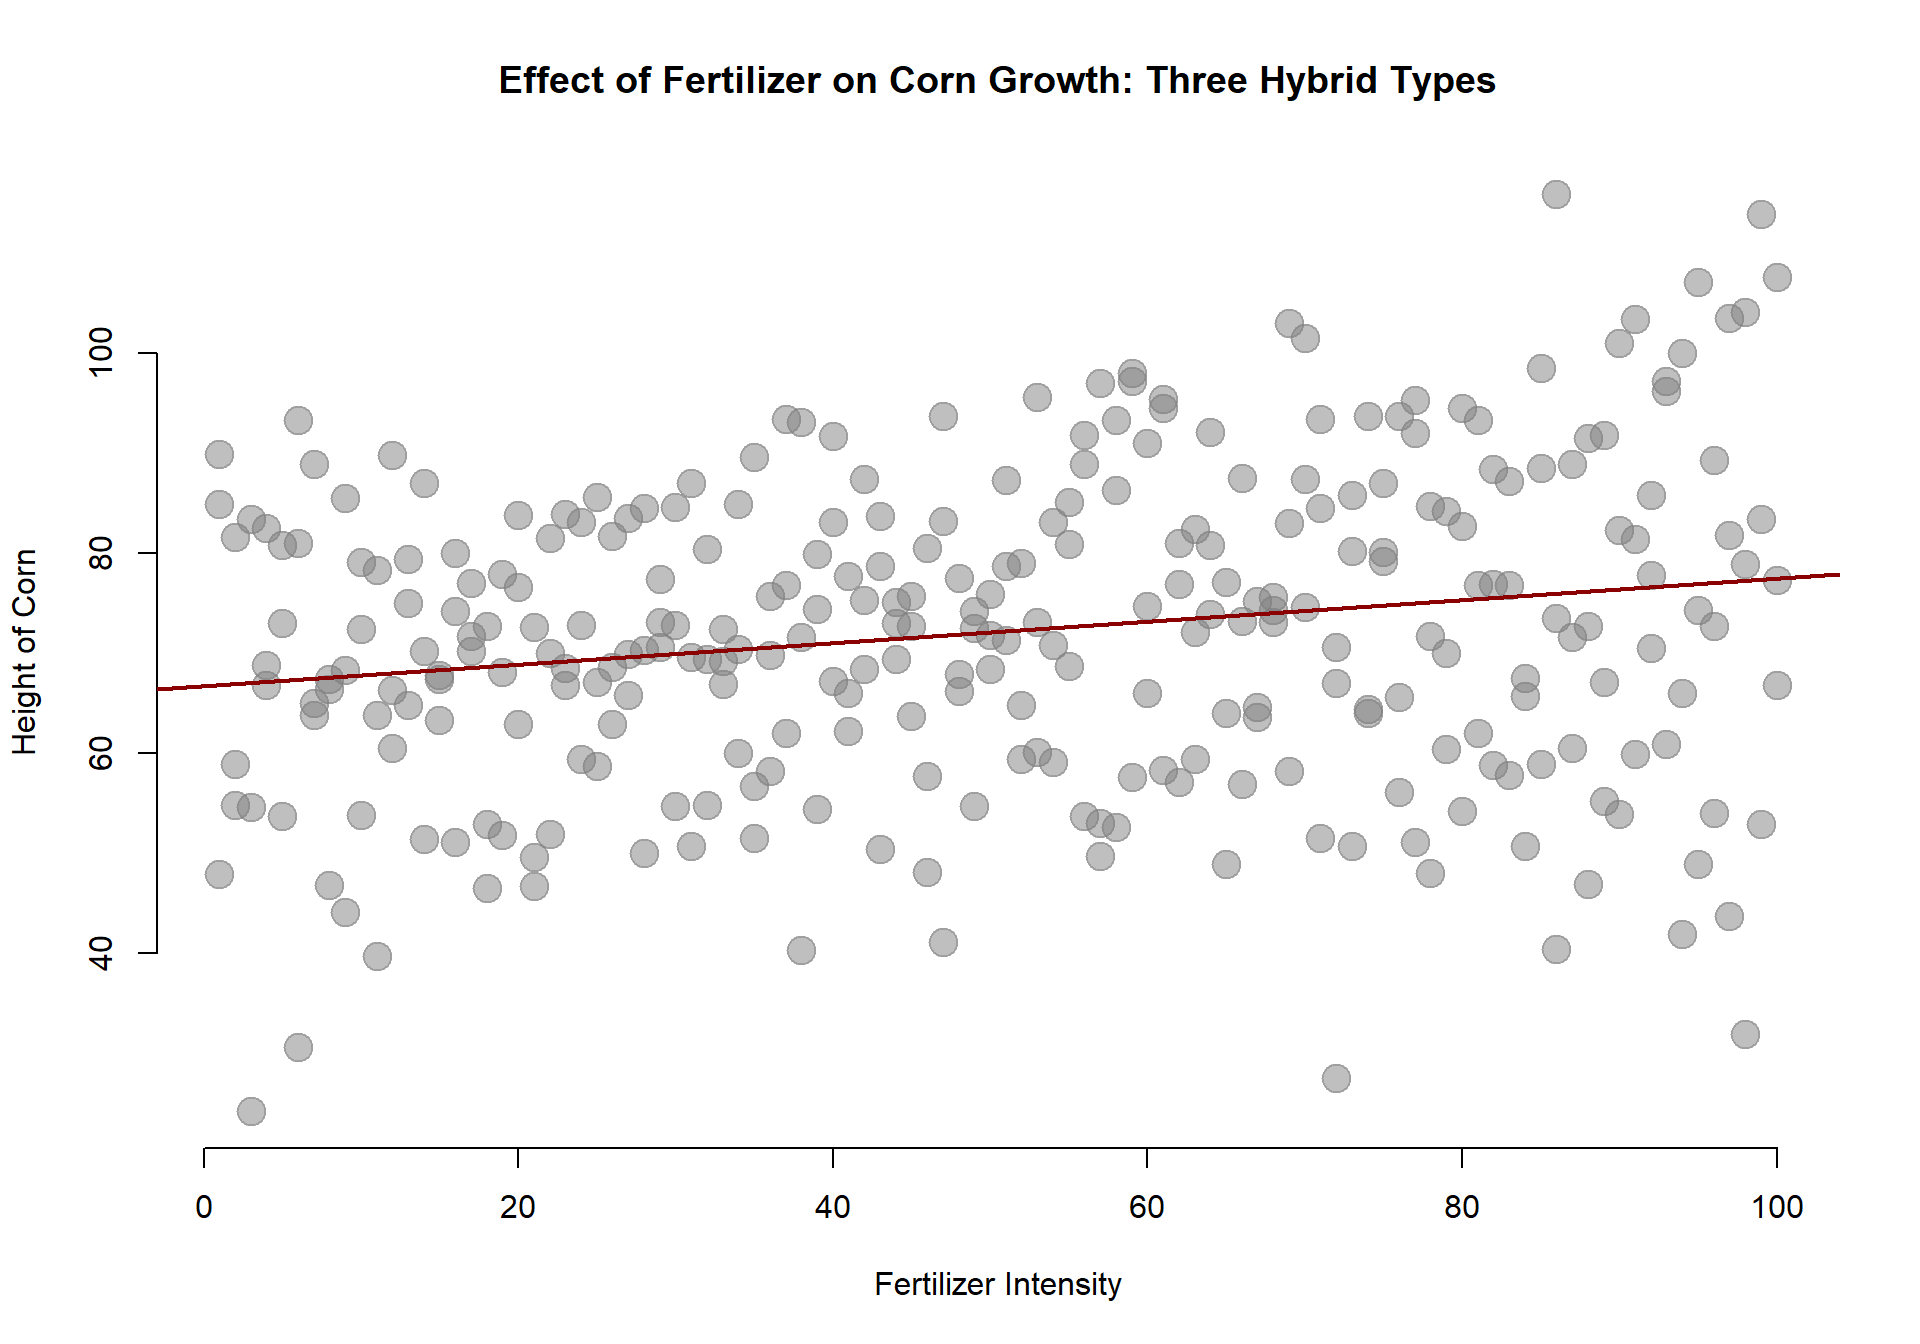 Effect of Fertilizer on Corn Growth: Three Hybrid Types
Height of Corn
100
80
60
40
0 20 40 60 80 100
Fertilizer Intensity